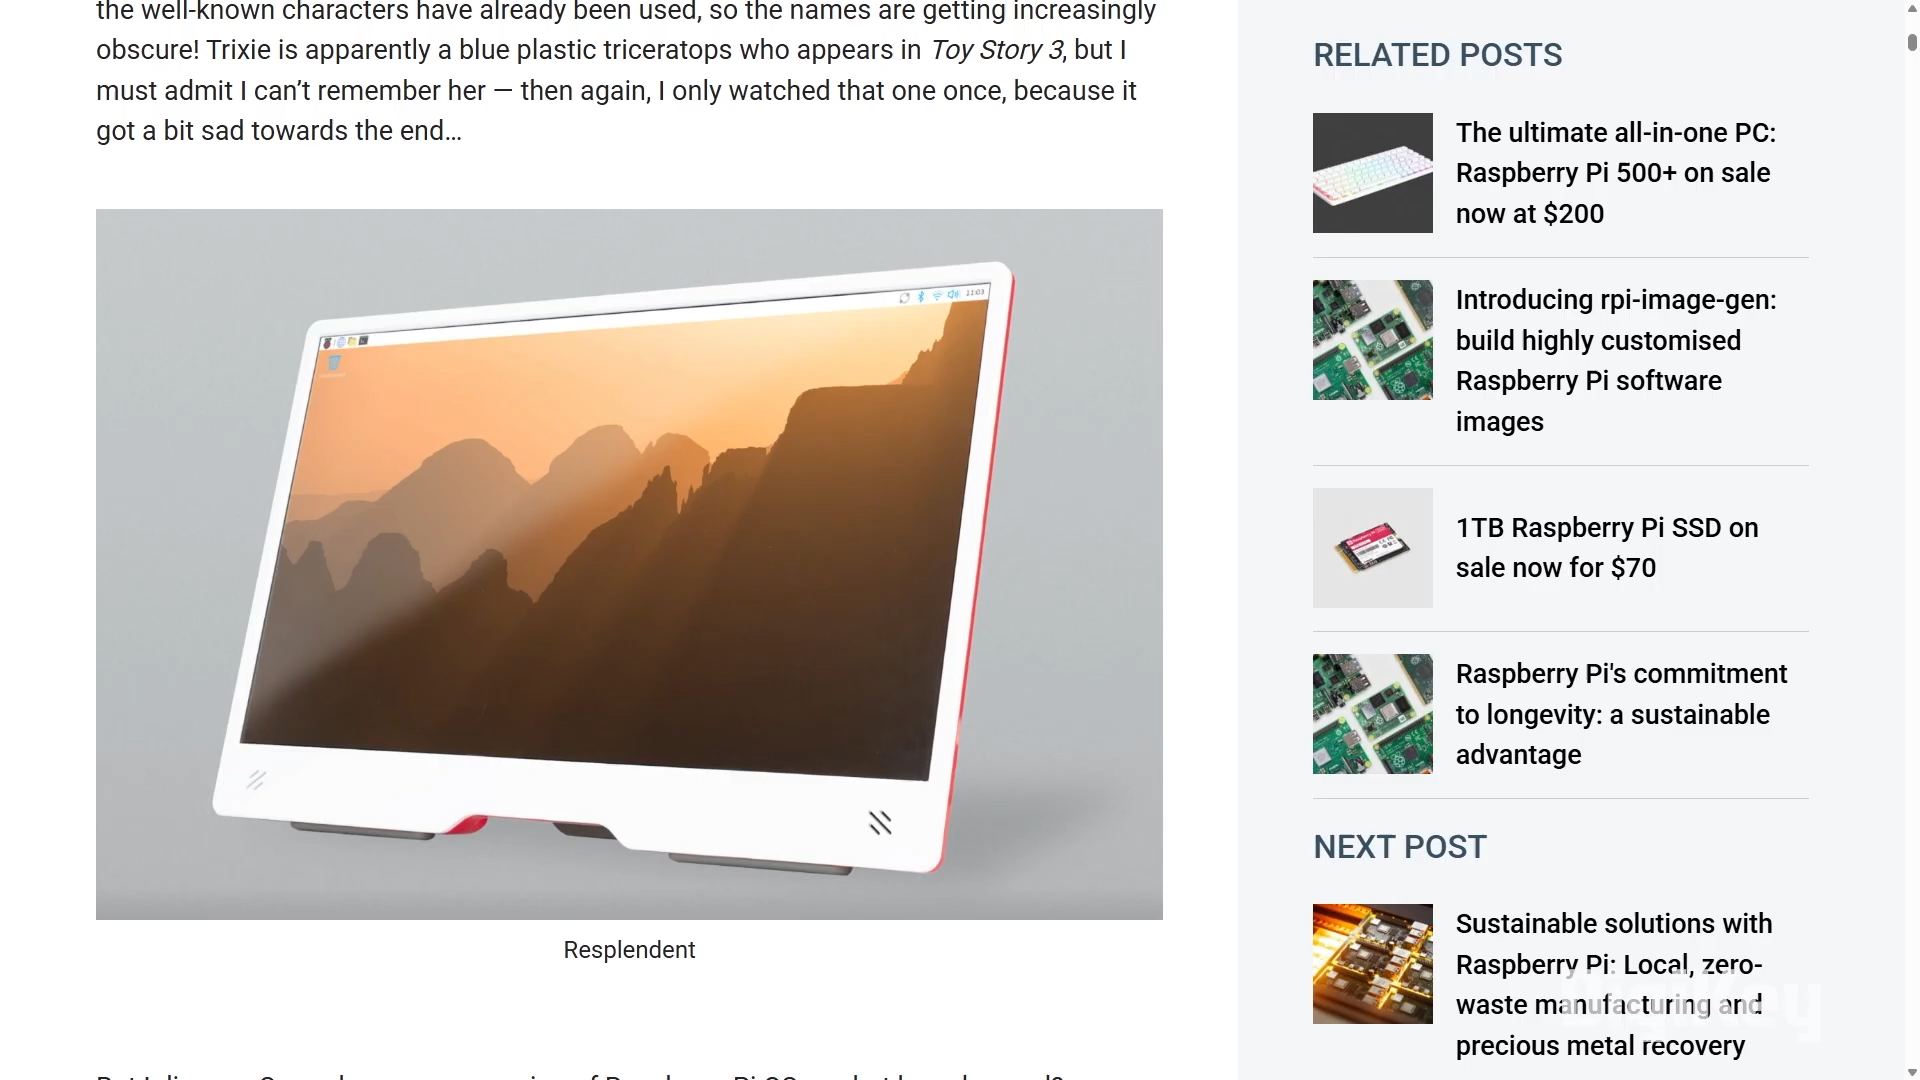 the well-known characters have already been used, so the names are getting increasingly
obscure! Trixie is apparently a blue plastic triceratops who appears in Toy Story 3, but I
must admit I can’t remember her — then again, I only watched that one once, because it
got a bit sad towards the end…
11:03
Resplendent
RELATED POSTS
The ultimate all-in-one PC:
Raspberry Pi 500+ on sale
now at $200
Introducing rpi-image-gen:
build highly customised
Raspberry Pi software
images
1TB Raspberry Pi SSD on
sale now for $70
Raspberry Pi's commitment
to longevity: a sustainable
advantage
NEXT POST
Sustainable solutions with
Raspberry Pi: Local, zero-
waste manufacturing and
precious metal recovery
DigiKey